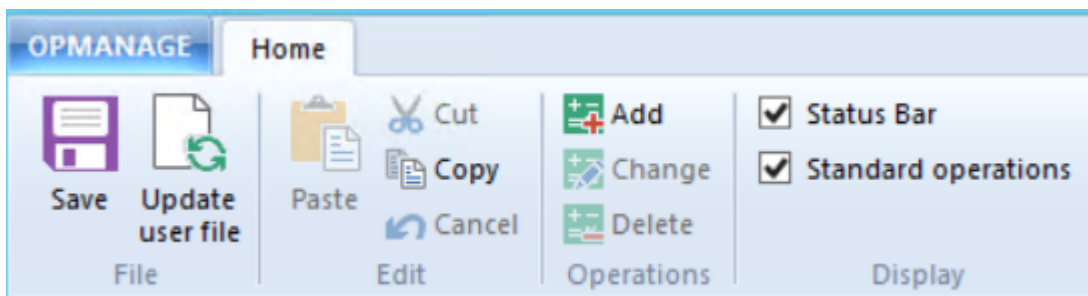 OPMANAGE Home
Save
Update
user file
File
Paste
Cut
Copy
Cancel
Edit
Add
Change
Delete
Operations
Status Bar
Standard operations
Display